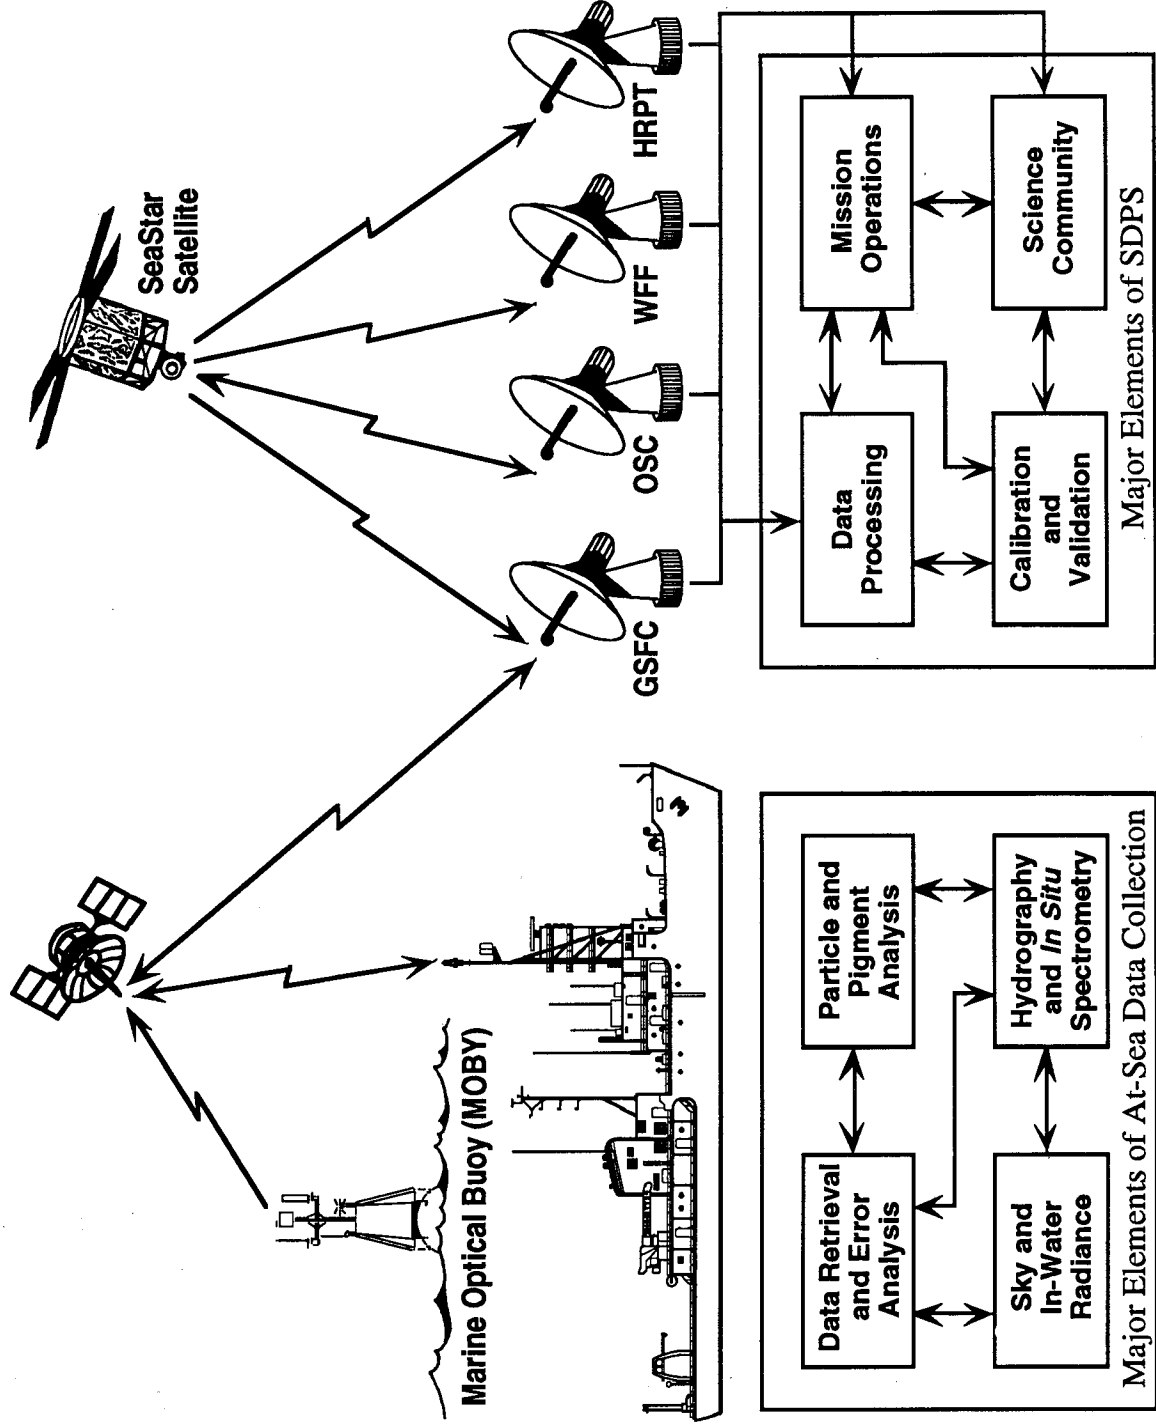 SeaStar
Satellite
Marine Optical Buoy (MOBY)
GSFC
OSC
WFF
HRPT
Data Retrieval
and Error
Analysis
Particle and
Pigment
Analysis
Sky and
In-Water
Radiance
Hydrography
and In Situ
Spectrometry
Major Elements of At-Sea Data Collection
Data
Processing
Mission
Operations
Calibration
and
Validation
Science
Community
Major Elements of SDPS